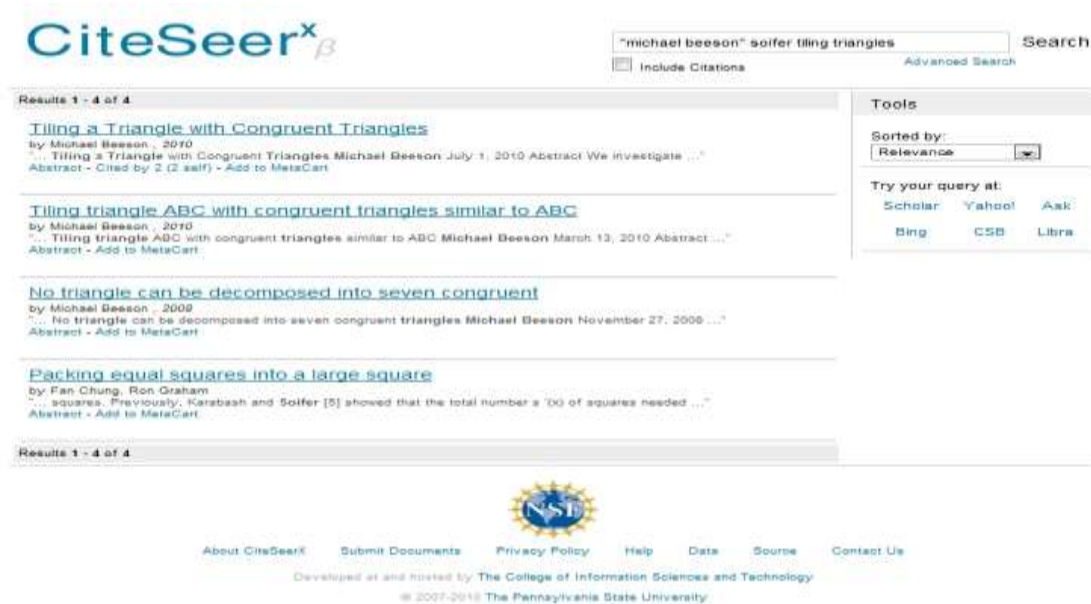 CiteSeerxβ
"michael beeson" soifer tiling triangles Search
Include Citations Advanced Search
Results 1 - 4 of 4
Tiling a Triangle with Congruent Triangles
by Michael Beeson , 2010
"... Tiling a Triangle with Congruent Triangles Michael Beeson July 1, 2010 Abstract We investigate ..."
Abstract - Cited by 2 (2 self) - Add to MetaCart
Tiling triangle ABC with congruent triangles similar to ABC
by Michael Beeson , 2010
"... Tiling triangle ABC with congruent triangles similar to ABC Michael Beeson March 13, 2010 Abstract ..."
Abstract - Add to MetaCart
No triangle can be decomposed into seven congruent
by Michael Beeson , 2008
"... No triangle can be decomposed into seven congruent triangles Michael Beeson November 27, 2008 ..."
Abstract - Add to MetaCart
Packing equal squares into a large square
by Fan Chung, Ron Graham
"... squares. Previously, Karabash and Soifer [5] showed that the total number s ′(x) of squares needed ..."
Abstract - Add to MetaCart
Results 1 - 4 of 4
Tools
Sorted by:
Relevance
Try your query at:
Scholar Yahoo! Ask
Bing CSB Libra
NSF
About CiteSeerX Submit Documents Privacy Policy Help Data Source Contact Us
Developed at and hosted by The College of Information Sciences and Technology
© 2007-2010 The Pennsylvania State University